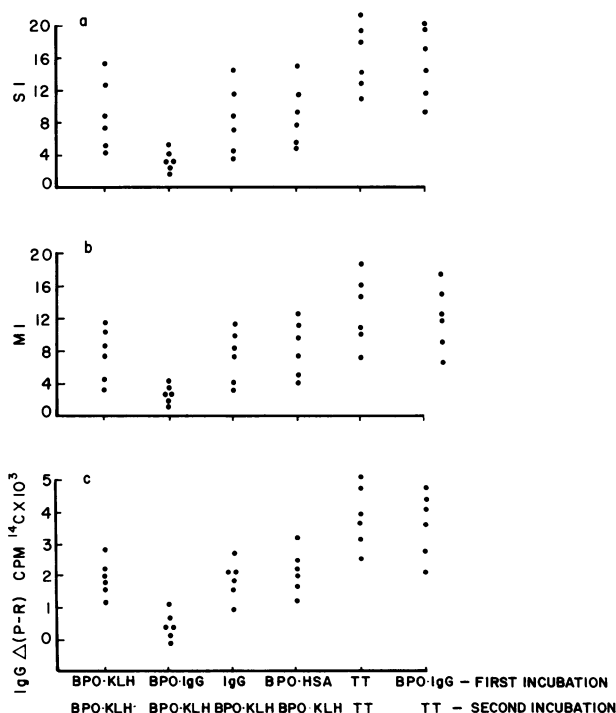 a
20
16
12
8
4
0
SI
b
20
16
12
8
4
0
MI
c
5
4
3
2
1
0
IgG Δ(P-R) CPM ¹⁴C X10³
BPO·KLH BPO·IgG IgG BPO·HSA TT BPO·IgG – FIRST INCUBATION
BPO·KLH· BPO·KLH BPO·KLH BPO·KLH TT TT – SECOND INCUBATION